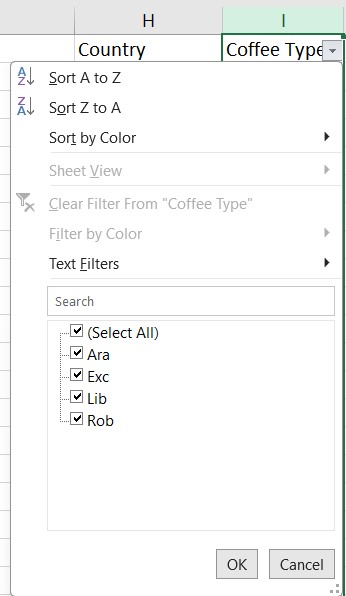 H I
Country Coffee Type
Sort A to Z
Sort Z to A
Sort by Color
Sheet View
Clear Filter From "Coffee Type"
Filter by Color
Text Filters
Search
(Select All)
Ara
Exc
Lib
Rob
OK Cancel